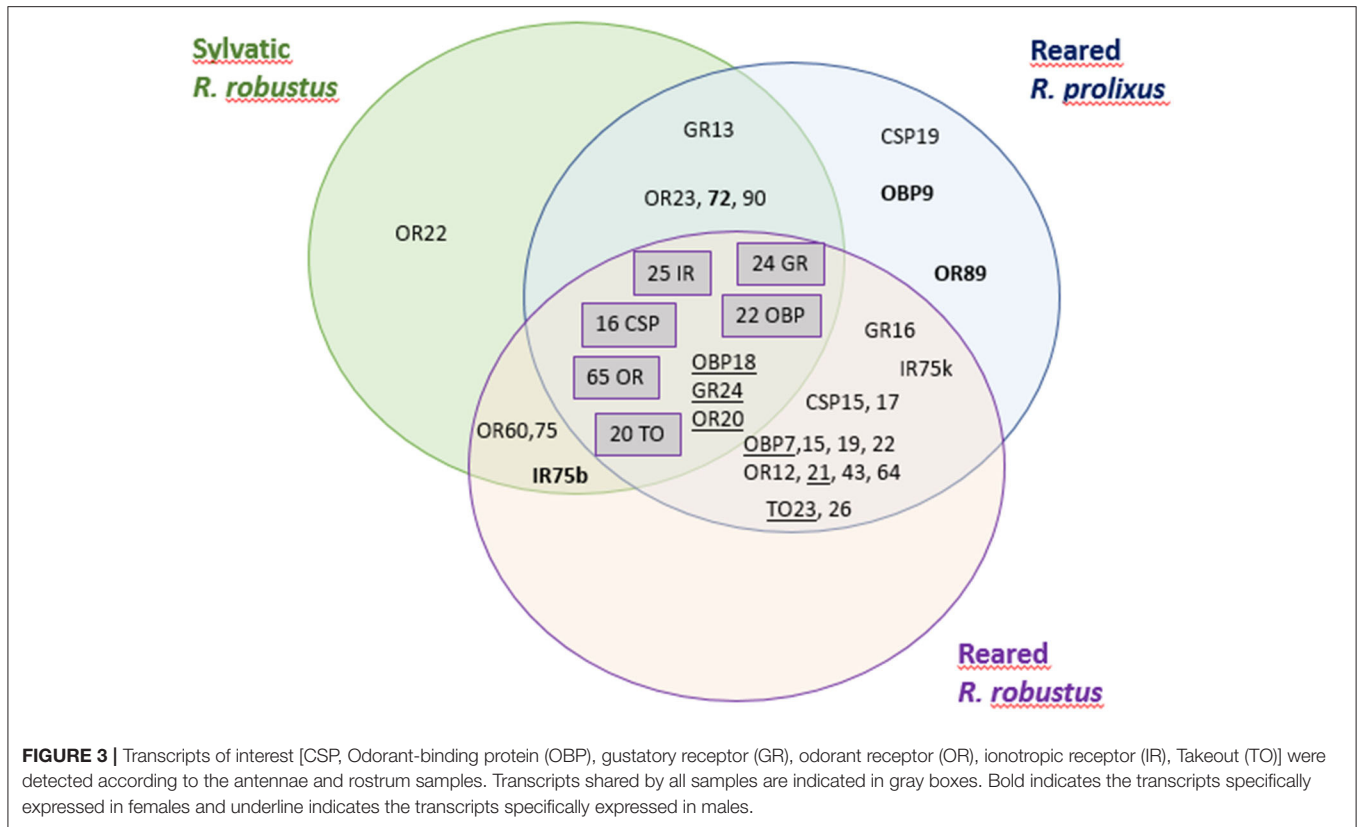 Sylvatic
R. robustus
Reared
R. prolixus
GR13
CSP19
OBP9
OR23, 72, 90
OR22
OR89
25 IR
24 GR
16 CSP
22 OBP
GR16
IR75k
65 OR
OBP18
GR24
OR20
CSP15, 17
OR60,75
20 TO
OBP7,15, 19, 22
IR75b
OR12, 21, 43, 64
TO23, 26
Reared
R. robustus
FIGURE 3 | Transcripts of interest [CSP, Odorant-binding protein (OBP), gustatory receptor (GR), odorant receptor (OR), ionotropic receptor (IR), Takeout (TO)] were
detected according to the antennae and rostrum samples. Transcripts shared by all samples are indicated in gray boxes. Bold indicates the transcripts specifically
expressed in females and underline indicates the transcripts specifically expressed in males.